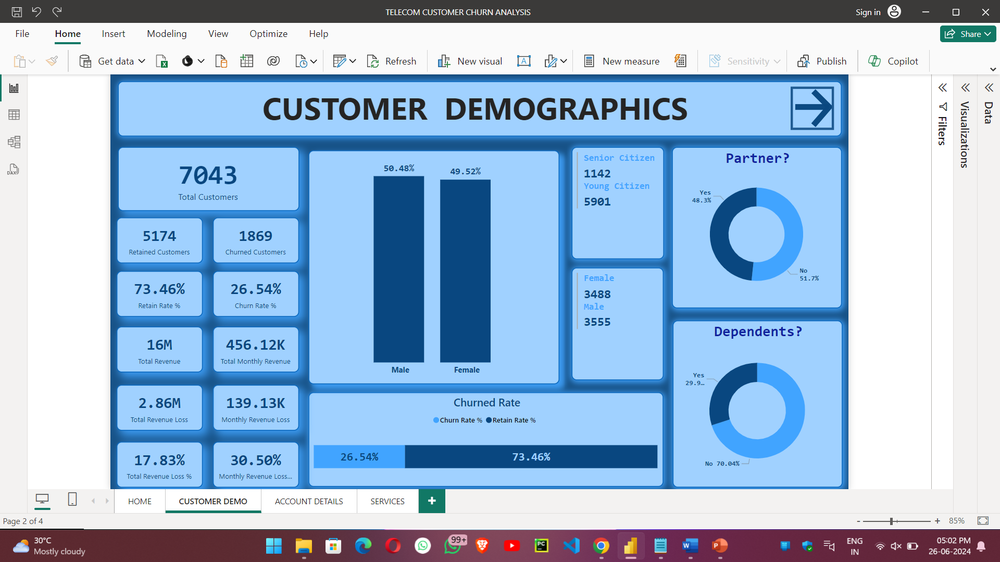 TELECOM CUSTOMER CHURN ANALYSIS
Sign in
File
Home
Insert
Modeling
View
Optimize
Help
Share
Get data
Refresh
New visual
New measure
Sensitivity
Publish
Copilot
DAX
CUSTOMER DEMOGRAPHICS
7043
Total Customers
5174
Retained Customers
1869
Churned Customers
73.46%
Retain Rate %
26.54%
Churn Rate %
16M
Total Revenue
456.12K
Total Monthly Revenue
2.86M
Total Revenue Loss
139.13K
Monthly Revenue Loss
17.83%
Total Revenue Loss %
30.50%
Monthly Revenue Loss...
50.48%
49.52%
Male
Female
Churned Rate
Churn Rate %
Retain Rate %
26.54%
73.46%
Senior Citizen
1142
Young Citizen
5901
Female
3488
Male
3555
Partner?
Yes
48.3%
No
51.7%
Dependents?
Yes
29.9…
No 70.04%
Filters
Visualizations
Data
HOME
CUSTOMER DEMO
ACCOUNT DETAILS
SERVICES
Page 2 of 4
85%
30°C
Mostly cloudy
99+
PC
W
P
ENG
IN
05:02 PM
26-06-2024